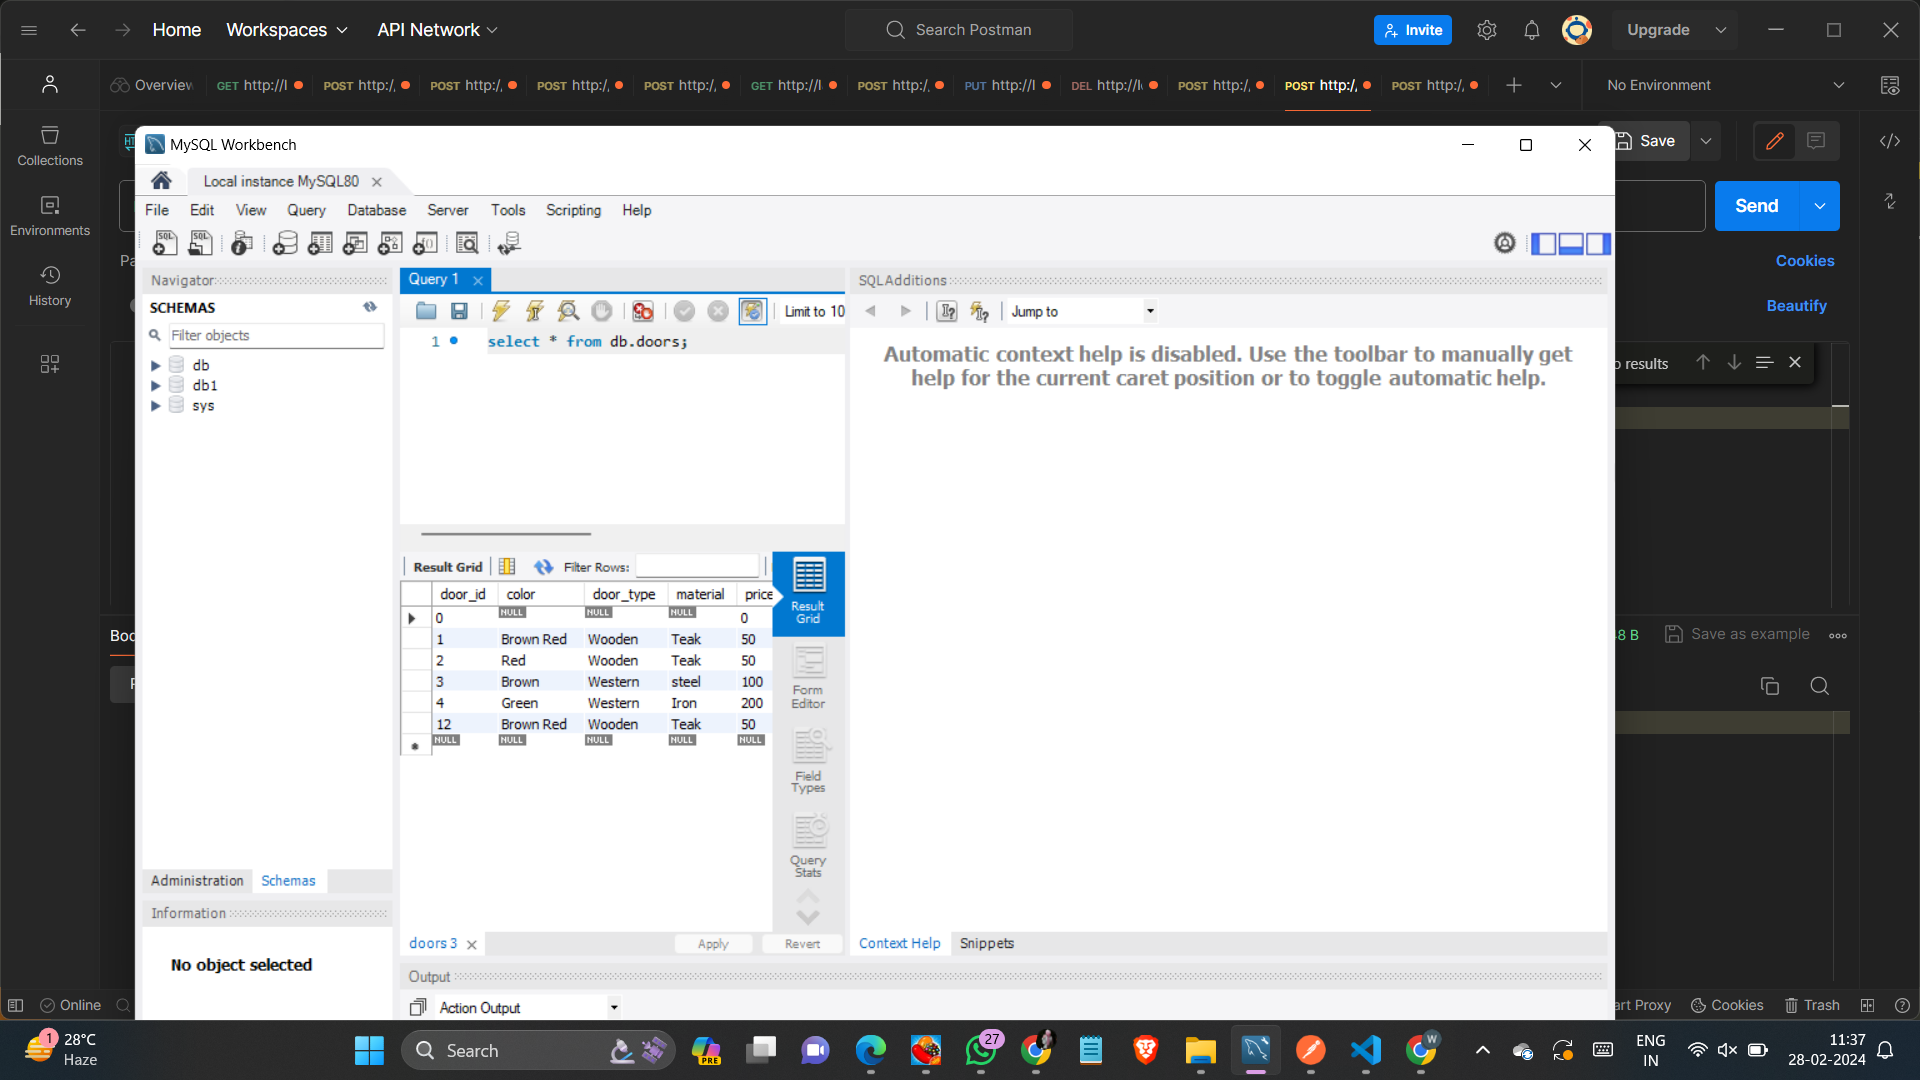 Home
Workspaces
API Network
Search Postman
Invite
Upgrade
Overview
GET http://l
POST http:/
POST http:/
POST http:/
POST http:/
GET http://l
POST http:/
PUT http://l
DEL http://l
POST http:/
POST http:/
POST http:/
No Environment
Collections
Environments
History
Save
Send
Cookies
Beautify
MySQL Workbench
Local instance MySQL80
File Edit View Query Database Server Tools Scripting Help
Navigator
SCHEMAS
Filter objects
db
db1
sys
Administration Schemas
Information
No object selected
Query 1
Limit to 10
1 select * from db.doors;
Result Grid Filter Rows:
door_id color door_type material price
0 NULL NULL NULL 0
1 Brown Red Wooden Teak 50
2 Red Wooden Teak 50
3 Brown Western steel 100
4 Green Western Iron 200
12 Brown Red Wooden Teak 50
NULL NULL NULL NULL NULL
Result
Grid
Form
Editor
Field
Types
Query
Stats
doors 3
Apply Revert
Output
Action Output
SQLAdditions
Jump to
Automatic context help is disabled. Use the toolbar to manually get
help for the current caret position or to toggle automatic help.
Context Help Snippets
results
8 B
Save as example
Online
Proxy
Cookies
Trash
1
28°C
Haze
Search
PRE
27
W
ENG
IN
11:37
28-02-2024